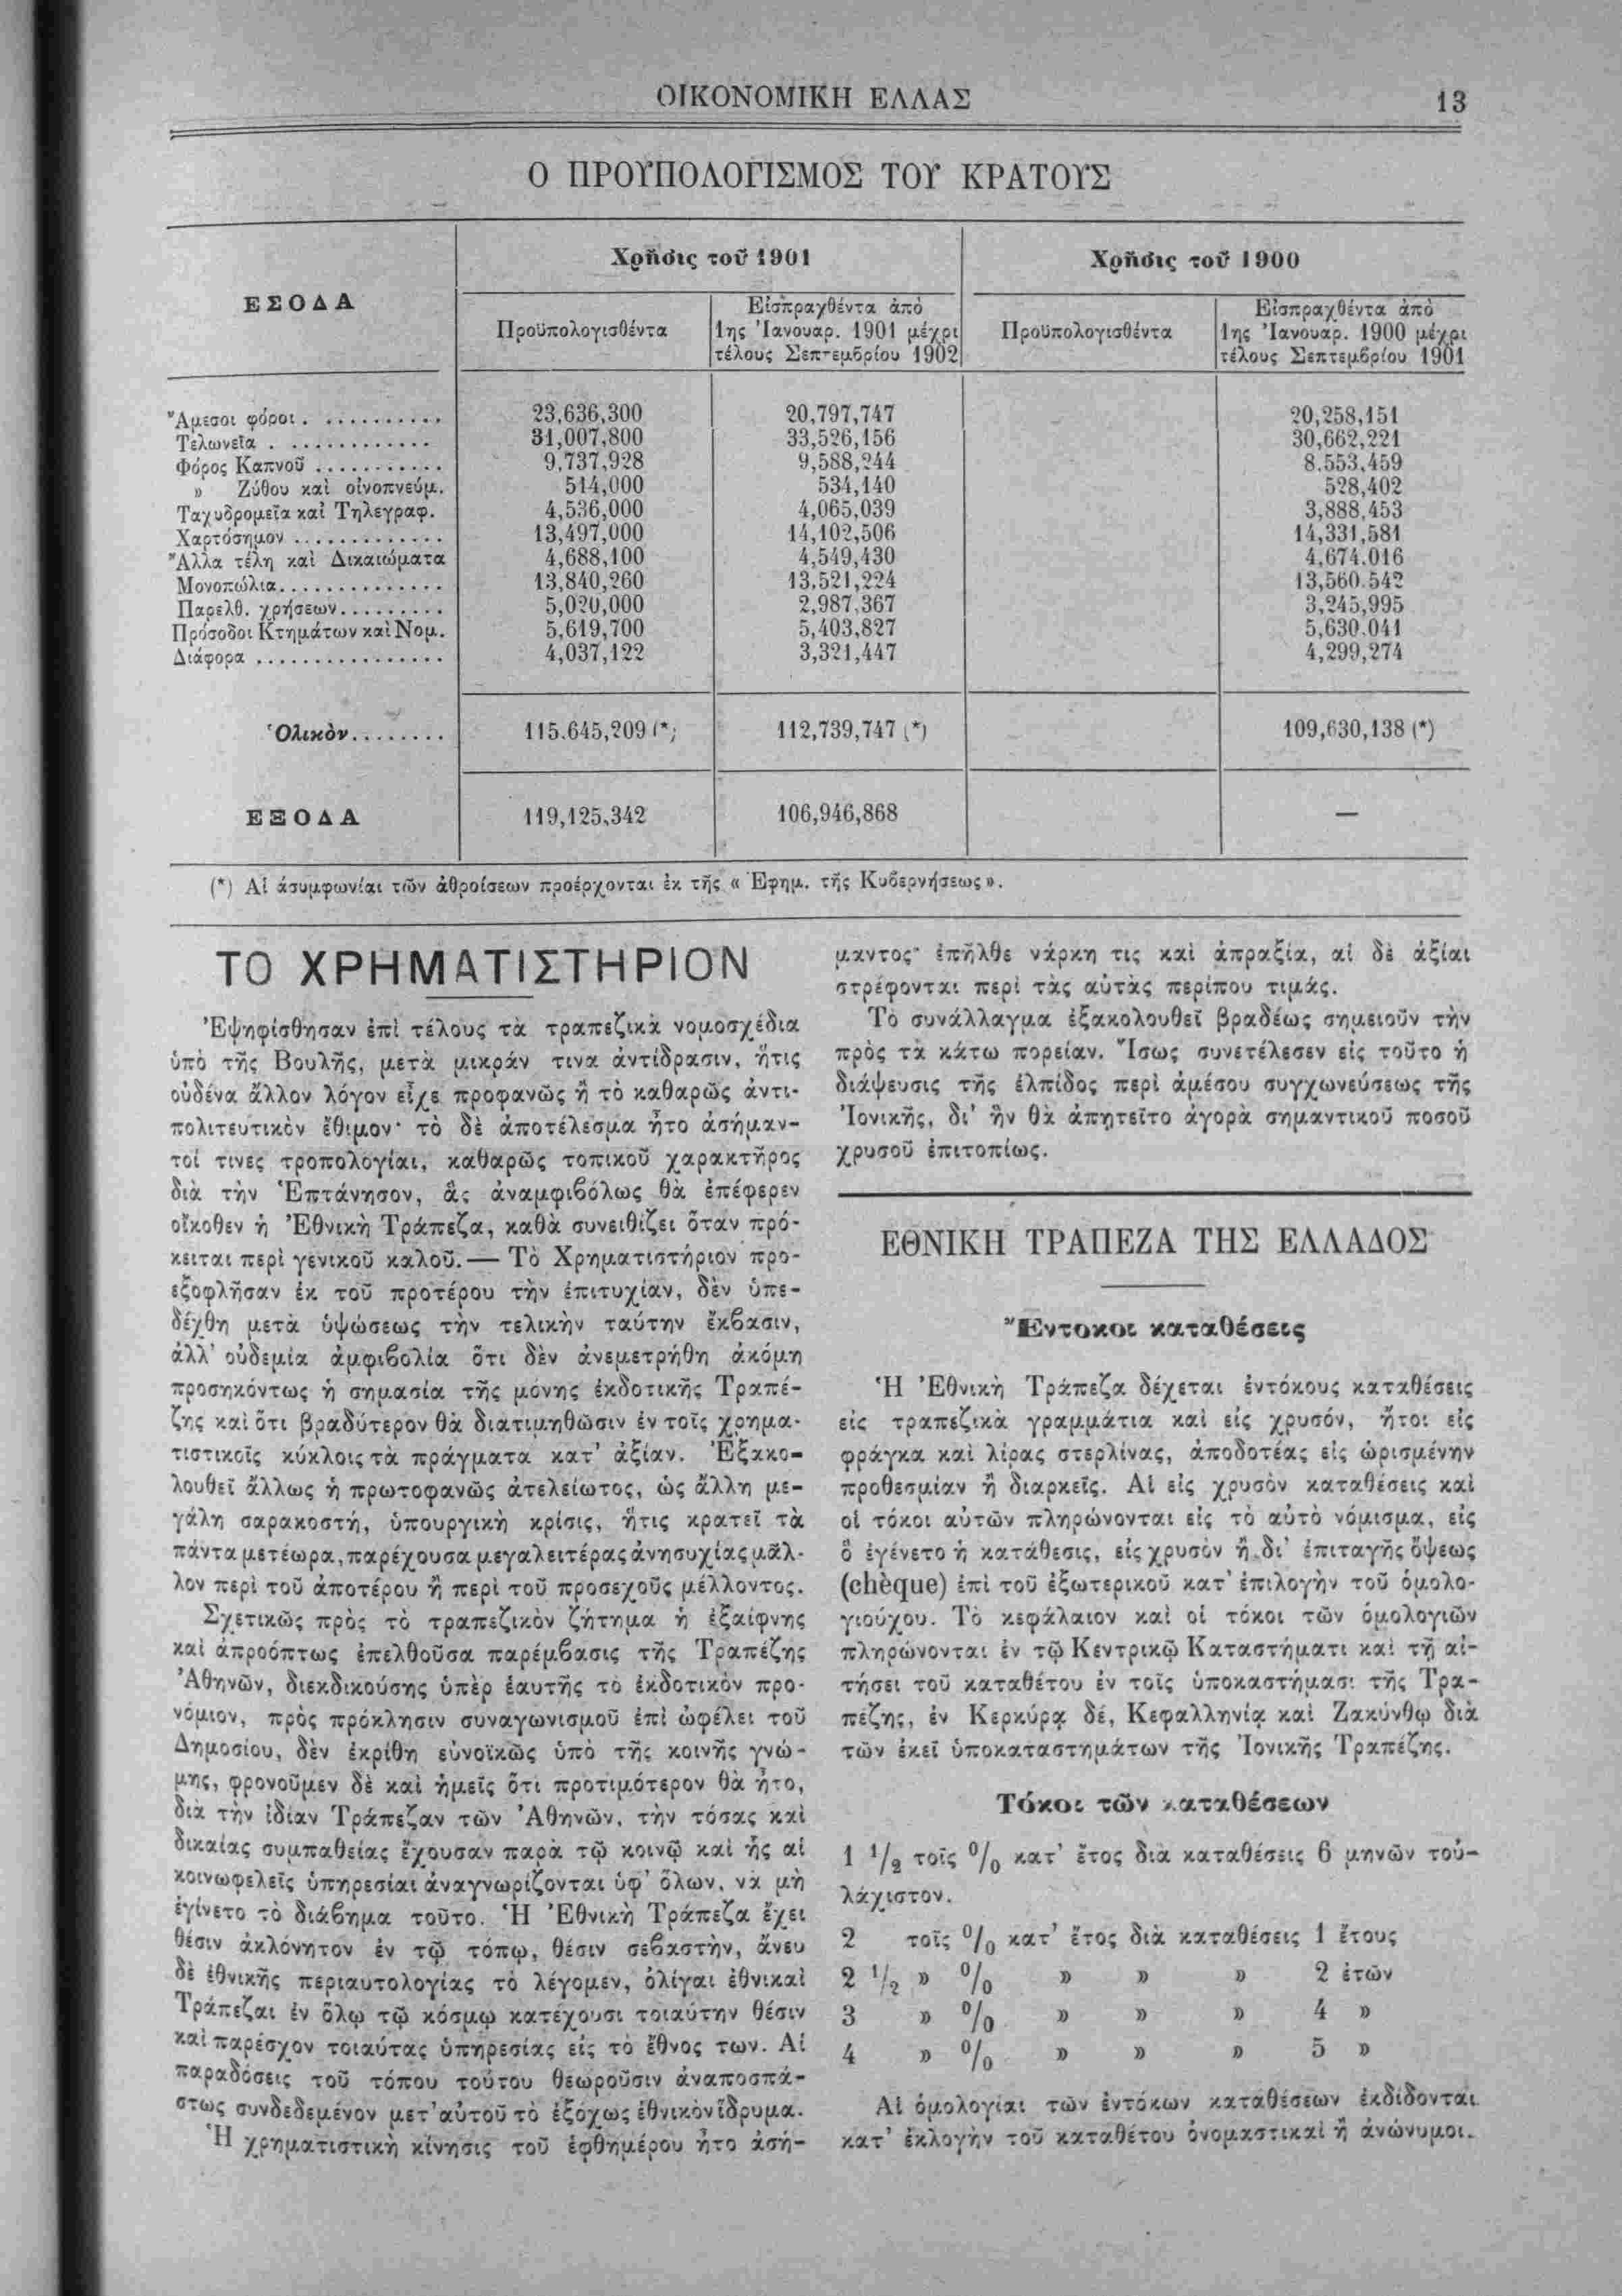 ΟΙΚΟΝΟΜΙΚΗ ΕΛΛΑΣ 13
Ο ΠΡΟΥΠΟΛΟΓΙΣΜΟΣ ΤΟΥ ΚΡΑΤΟΥΣ
ΕΣΟΔΑ
Χρῆσις τοῦ 1901
Χρῆσις τοῦ 1900
Προϋπολογισθέντα
Εἰσπραχθέντα ἀπὸ
1ης Ἰανουαρ. 1901 μέχρι
τέλους Σεπτεμβρίου 1902
Προϋπολογισθέντα
Εἰσπραχθέντα ἀπὸ
1ης Ἰανουαρ. 1900 μέχρι
τέλους Σεπτεμβρίου 1901
Ἄμεσοι φόροι. .......... 23,636,300 20,797,747 20,258,151
Τελωνεῖα . ............ 31,007,800 33,526,156 30,662,221
Φόρος Καπνοῦ ........... 9,737,928 9,588,244 8.553,459
» Ζύθου καὶ οἰνοπνεύμ. 514,000 534,140 528,402
Ταχυδρομεῖα καὶ Τηλεγραφ. 4,536,000 4,065,039 3,888,453
Χαρτόσημον ............. 13,497,000 14,102,506 14,331,581
Ἄλλα τέλη καὶ Δικαιώματα 4,688,100 4,549,430 4,674.016
Μονοπώλια.............. 13,840,260 13.521,224 13,560.542
Παρελθ. χρήσεων......... 5,020,000 2,987,367 3,245,995
Πρόσοδοι Κτημάτων καὶ Νομ. 5,619,700 5,403,827 5,630.041
Διάφορα ................ 4,037,122 3,321,447 4,299,274
Ὁλικὸν........ 115.645,209 (*) 112,739,747 (*) 109,630,138 (*)
ΕΞΟΔΑ 119,125,342 106,946,868 —
(*) Αἱ ἀσυμφωνίαι τῶν ἀθροίσεων προέρχονται ἐκ τῆς « Ἐφημ. τῆς Κυβερνήσεως ».
ΤΟ ΧΡΗΜΑΤΙΣΤΗΡΙΟΝ
Ἐψηφίσθησαν ἐπὶ τέλους τὰ τραπεζικὰ νομοσχέδια
ὑπὸ τῆς Βουλῆς, μετὰ μικράν τινα ἀντίδρασιν, ἥτις
οὐδένα ἄλλον λόγον εἶχε προφανῶς ἢ τὸ καθαρῶς ἀντι-
πολιτευτικὸν ἔθιμον· τὸ δὲ ἀποτέλεσμα ἦτο ἀσήμαν-
τοί τινες τροπολογίαι, καθαρῶς τοπικοῦ χαρακτῆρος
διὰ τὴν Ἑπτάνησον, ἃς ἀναμφιβόλως θὰ ἐπέφερεν
οἴκοθεν ἡ Ἐθνικὴ Τράπεζα, καθὰ συνειθίζει ὅταν πρό-
κειται περὶ γενικοῦ καλοῦ.— Τὸ Χρηματιστήριον προ-
εξοφλῆσαν ἐκ τοῦ προτέρου τὴν ἐπιτυχίαν, δὲν ὑπε-
δέχθη μετὰ ὑψώσεως τὴν τελικὴν ταύτην ἔκβασιν,
ἀλλ' οὐδεμία ἀμφιβολία ὅτι δὲν ἀνεμετρήθη ἀκόμη
προσηκόντως ἡ σημασία τῆς μόνης ἐκδοτικῆς Τραπέ-
ζης καὶ ὅτι βραδύτερον θὰ διατιμηθῶσιν ἐν τοῖς χρημα-
τιστικοῖς κύκλοις τὰ πράγματα κατ' ἀξίαν. Ἐξακο-
λουθεῖ ἄλλως ἡ πρωτοφανῶς ἀτελείωτος, ὡς ἄλλη με-
γάλη σαρακοστή, ὑπουργικὴ κρίσις, ἥτις κρατεῖ τὰ
πάντα μετέωρα, παρέχουσα μεγαλειτέρας ἀνησυχίας μᾶλ-
λον περὶ τοῦ ἀποτέρου ἢ περὶ τοῦ προσεχοῦς μέλλοντος.
Σχετικῶς πρὸς τὸ τραπεζικὸν ζήτημα ἡ ἐξαίφνης
καὶ ἀπροόπτως ἐπελθοῦσα παρέμβασις τῆς Τραπέζης
Ἀθηνῶν, διεκδικούσης ὑπὲρ ἑαυτῆς τὸ ἐκδοτικὸν προ-
νόμιον, πρὸς πρόκλησιν συναγωνισμοῦ ἐπὶ ὠφέλει τοῦ
Δημοσίου, δὲν ἐκρίθη εὐνοϊκῶς ὑπὸ τῆς κοινῆς γνώ-
μης, φρονοῦμεν δὲ καὶ ἡμεῖς ὅτι προτιμότερον θὰ ἦτο,
διὰ τὴν ἰδίαν Τράπεζαν τῶν Ἀθηνῶν, τὴν τόσας καὶ
δικαίας συμπαθείας ἔχουσαν παρὰ τῷ κοινῷ καὶ ἧς αἱ
κοινωφελεῖς ὑπηρεσίαι ἀναγνωρίζονται ὑφ' ὅλων, νὰ μὴ
ἐγίνετο τὸ διάβημα τοῦτο. Ἡ Ἐθνικὴ Τράπεζα ἔχει
θέσιν ἀκλόνητον ἐν τῷ τόπῳ, θέσιν σεβαστὴν, ἄνευ
δὲ ἐθνικῆς περιαυτολογίας τὸ λέγομεν, ὀλίγαι ἐθνικαὶ
Τράπεζαι ἐν ὅλῳ τῷ κόσμῳ κατέχουσι τοιαύτην θέσιν
καὶ παρέσχον τοιαύτας ὑπηρεσίας εἰς τὸ ἔθνος των. Αἱ
παραδόσεις τοῦ τόπου τούτου θεωροῦσιν ἀναποσπά-
στως συνδεδεμένον μετ' αὐτοῦ τὸ ἐξόχως ἐθνικὸν ἵδρυμα.
Ἡ χρηματιστικὴ κίνησις τοῦ ἑφθημέρου ἦτο ἀσή-
μαντος· ἐπῆλθε νάρκη τις καὶ ἀπραξία, αἱ δὲ ἀξίαι
στρέφονται περὶ τὰς αὐτὰς περίπου τιμάς.
Τὸ συνάλλαγμα ἐξακολουθεῖ βραδέως σημειοῦν τὴν
πρὸς τὰ κάτω πορείαν. Ἴσως συνετέλεσεν εἰς τοῦτο ἡ
διάψευσις τῆς ἐλπίδος περὶ ἀμέσου συγχωνεύσεως τῆς
Ἰονικῆς, δι' ἣν θὰ ἀπῃτεῖτο ἀγορὰ σημαντικοῦ ποσοῦ
χρυσοῦ ἐπιτοπίως.
ΕΘΝΙΚΗ ΤΡΑΠΕΖΑ ΤΗΣ ΕΛΛΑΔΟΣ
Ἔντοκοι καταθέσεις
Ἡ Ἐθνικὴ Τράπεζα δέχεται ἐντόκους καταθέσεις
εἰς τραπεζικὰ γραμμάτια καὶ εἰς χρυσόν, ἤτοι εἰς
φράγκα καὶ λίρας στερλίνας, ἀποδοτέας εἰς ὡρισμένην
προθεσμίαν ἢ διαρκεῖς. Αἱ εἰς χρυσὸν καταθέσεις καὶ
οἱ τόκοι αὐτῶν πληρώνονται εἰς τὸ αὐτὸ νόμισμα, εἰς
ὃ ἐγένετο ἡ κατάθεσις, εἰς χρυσὸν ἢ δι' ἐπιταγῆς ὄψεως
(chèque) ἐπὶ τοῦ ἐξωτερικοῦ κατ' ἐπιλογὴν τοῦ ὁμολο-
γιούχου. Τὸ κεφάλαιον καὶ οἱ τόκοι τῶν ὁμολογιῶν
πληρώνονται ἐν τῷ Κεντρικῷ Καταστήματι καὶ τῇ αἰ-
τήσει τοῦ καταθέτου ἐν τοῖς ὑποκαστήμασι τῆς Τρα-
πέζης, ἐν Κερκύρᾳ δέ, Κεφαλληνίᾳ καὶ Ζακύνθῳ διὰ
τῶν ἐκεῖ ὑποκαταστημάτων τῆς Ἰονικῆς Τραπέζης.
Τόκοι τῶν καταθέσεων
1 1/2 τοῖς 0/0 κατ' ἔτος διὰ καταθέσεις 6 μηνῶν τοὐ-
λάχιστον.
2 τοῖς 0/0 κατ' ἔτος διὰ καταθέσεις 1 ἔτους
2 1/2 » 0/0 » » » 2 ἐτῶν
3 » 0/0 » » » 4 »
4 » 0/0 » » » 5 »
Αἱ ὁμολογίαι τῶν ἐντόκων καταθέσεων ἐκδίδονται
κατ' ἐκλογὴν τοῦ καταθέτου ὀνομαστικαὶ ἢ ἀνώνυμοι.